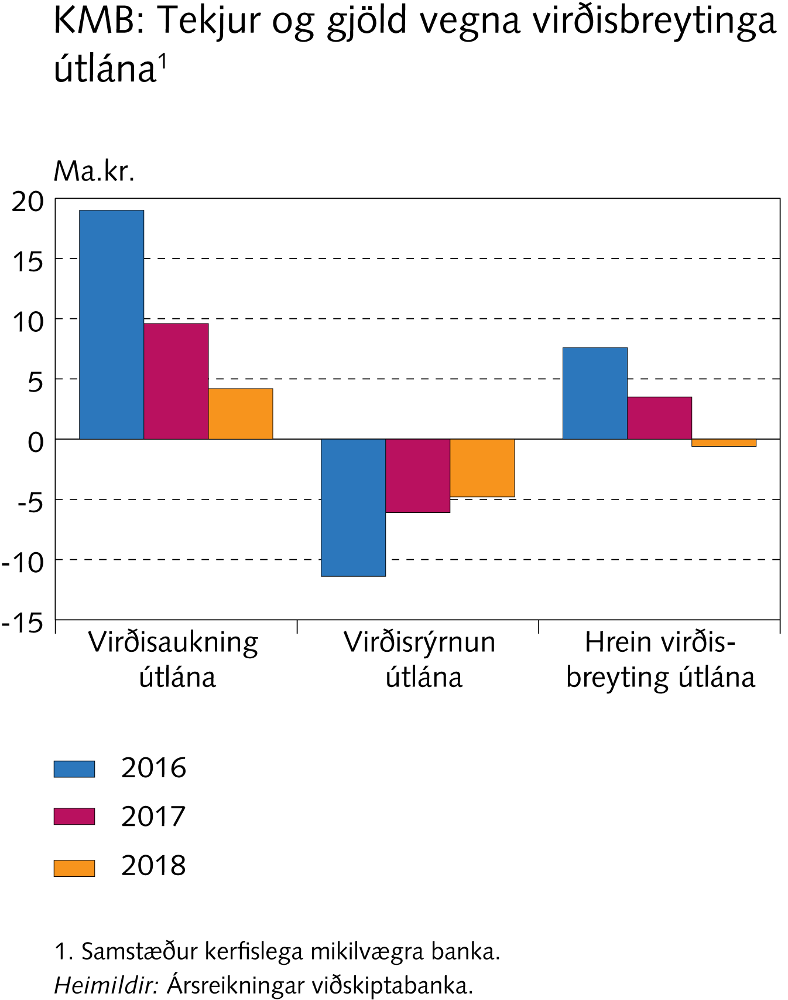 KMB: Tekjur og gjöld vegna virðisbreytinga
útlána¹
Ma.kr.
20
15
10
5
0
-5
-10
-15
Virðisaukning
útlána
Virðisrýrnun
útlána
Hrein virðis-
breyting útlána
2016
2017
2018
1. Samstæður kerfislega mikilvægra banka.
Heimildir: Ársreikningar viðskiptabanka.